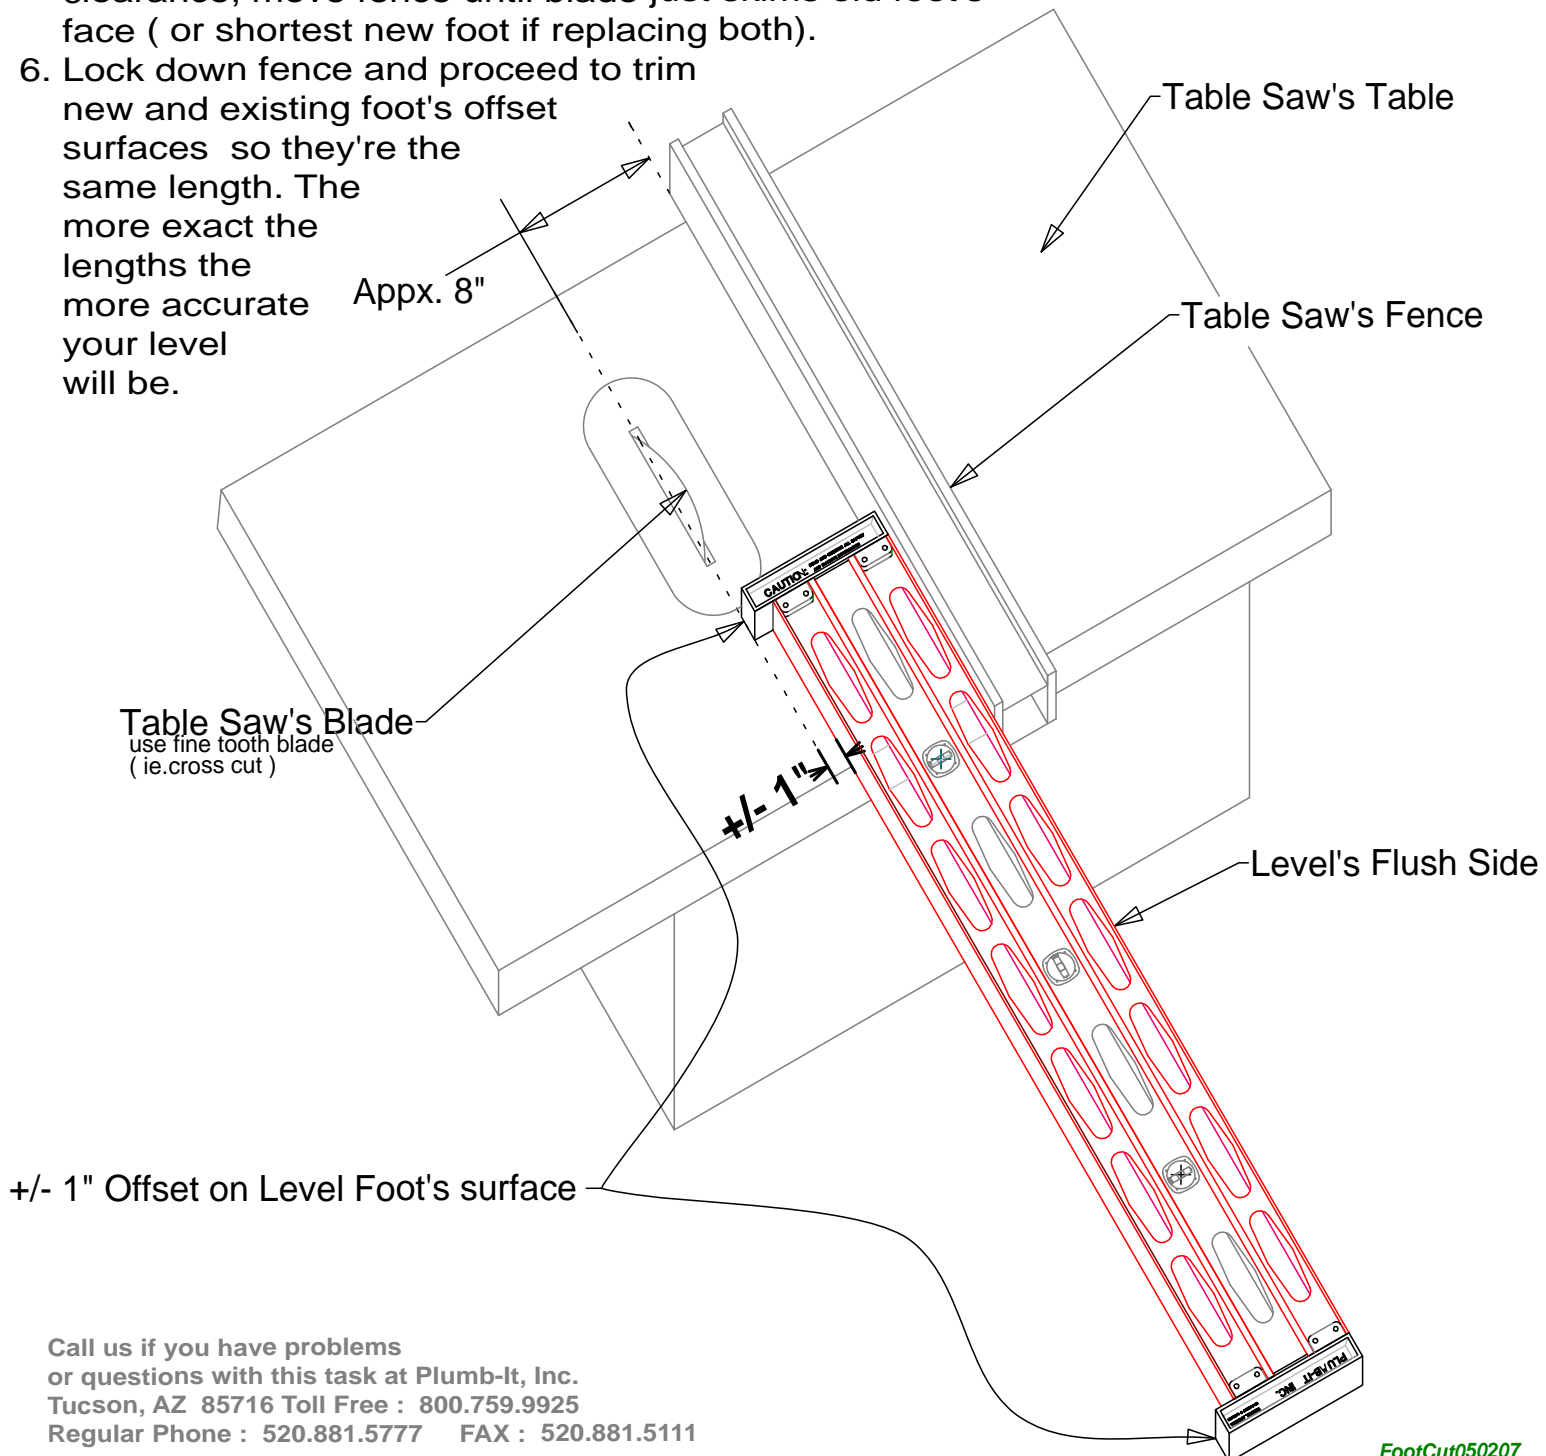 face ( or shortest new foot if replacing both).
6. Lock down fence and proceed to trim
new and existing foot's offset
surfaces so they're the
same length. The
more exact the
lengths the
more accurate
your level
will be.
Appx. 8"
Table Saw's Table
Table Saw's Fence
CAUTION:
Table Saw's Blade
use fine tooth blade
( ie.cross cut )
+/- 1"
Level's Flush Side
+/- 1" Offset on Level Foot's surface
PLUMB-IT INC.
Call us if you have problems
or questions with this task at Plumb-It, Inc.
Tucson, AZ 85716 Toll Free : 800.759.9925
Regular Phone : 520.881.5777 FAX : 520.881.5111
FootCut050207